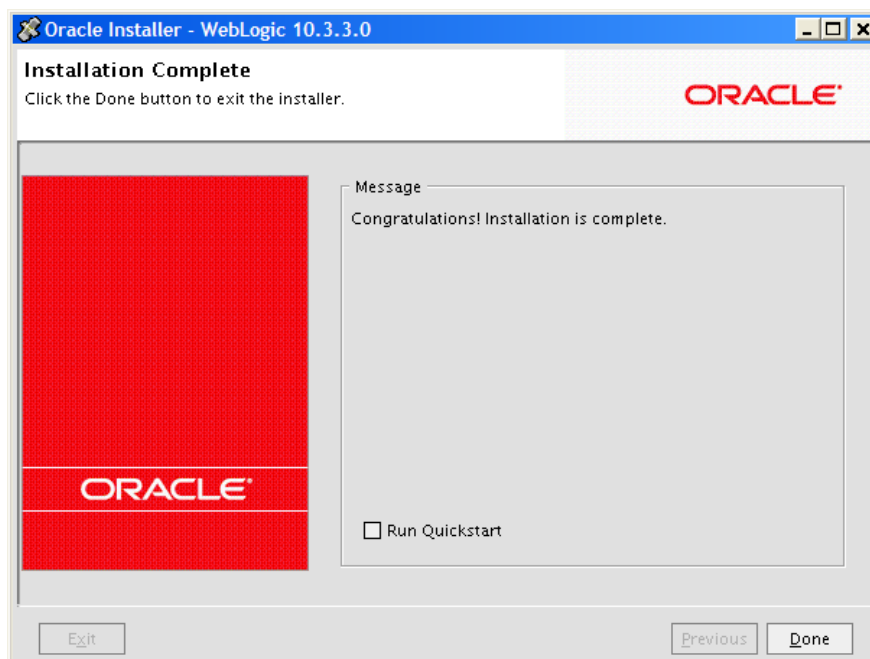 Oracle Installer - WebLogic 10.3.3.0
Installation Complete
Click the Done button to exit the installer.
ORACLE
Message
Congratulations! Installation is complete.
ORACLE
Run Quickstart
Exit
Previous
Done